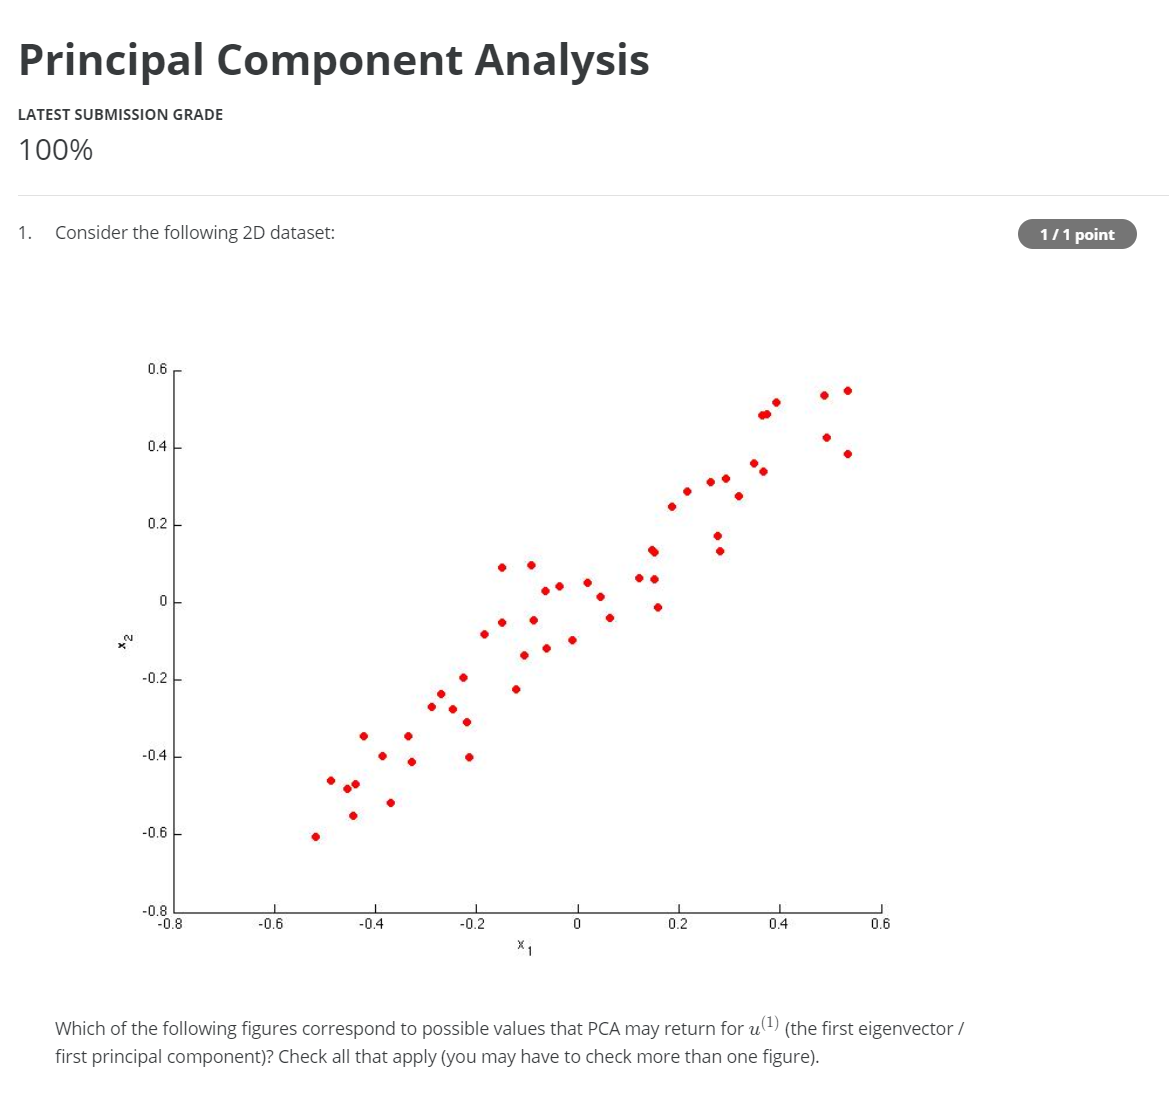 Principal Component Analysis
LATEST SUBMISSION GRADE
100%
1. Consider the following 2D dataset:
1 / 1 point
0.6
0.4
0.2
0
-0.2
-0.4
-0.6
-0.8
x2
-0.8 -0.6 -0.4 -0.2 0 0.2 0.4 0.6
x1
Which of the following figures correspond to possible values that PCA may return for u^(1) (the first eigenvector /
first principal component)? Check all that apply (you may have to check more than one figure).